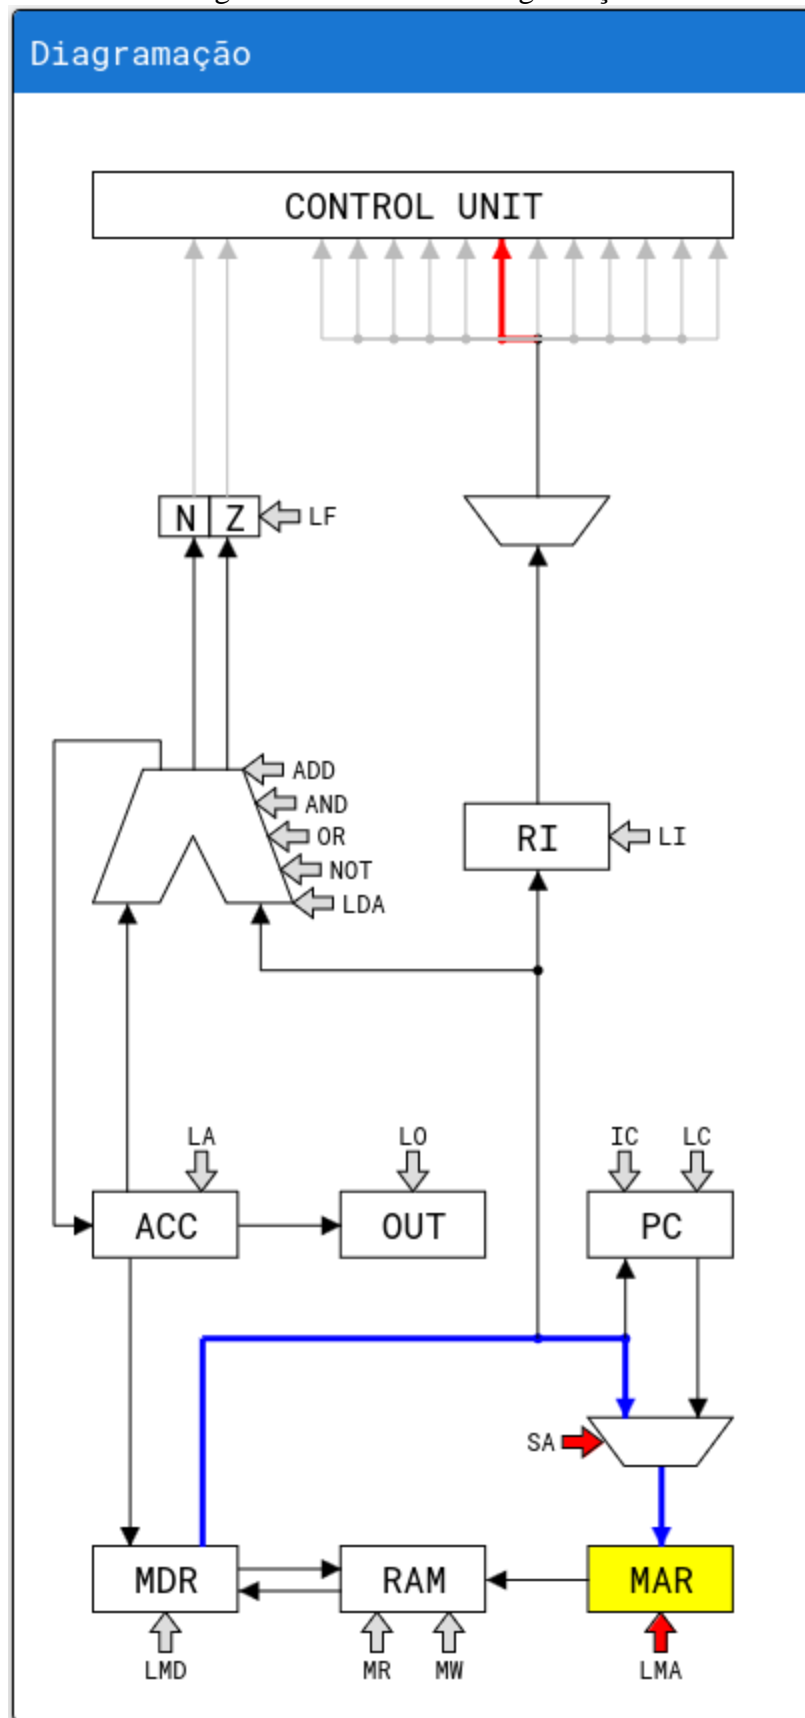 Diagramação
CONTROL UNIT
N Z LF
ADD
AND
OR
NOT
LDA
RI LI
LA LO IC LC
ACC OUT PC
SA
MDR RAM MAR
LMD MR MW LMA